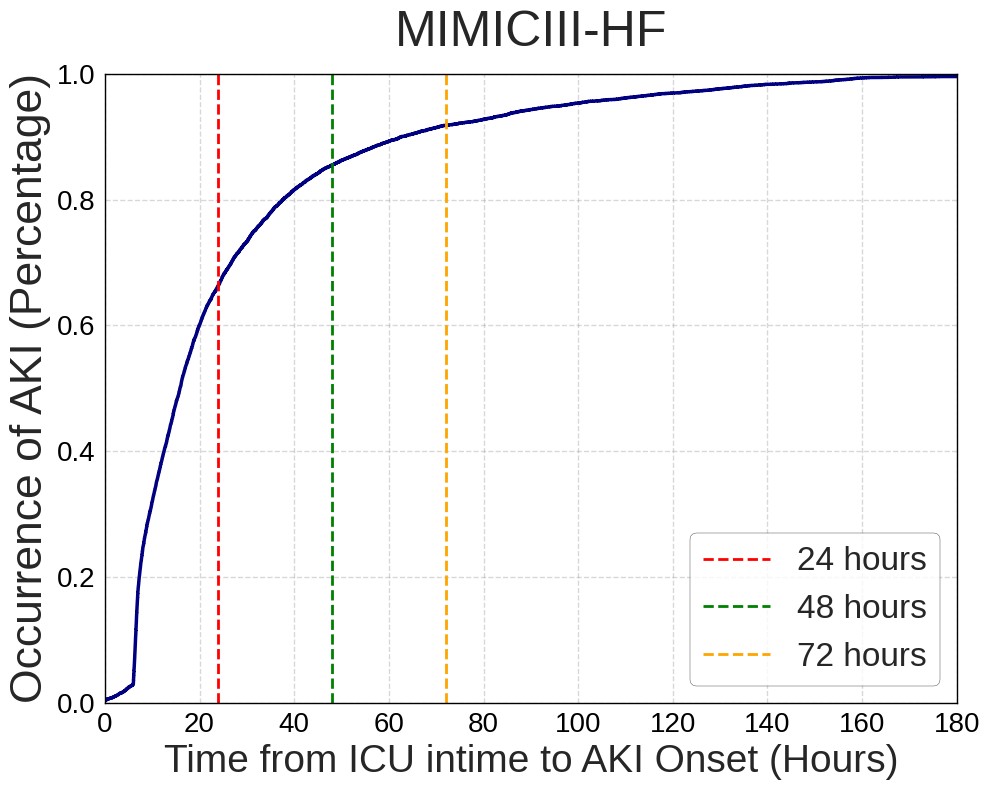 MIMICIII-HF
Occurrence of AKI (Percentage)
1.0
0.8
0.6
0.4
0.2
0.0
24 hours
48 hours
72 hours
0 20 40 60 80 100 120 140 160 180
Time from ICU intime to AKI Onset (Hours)